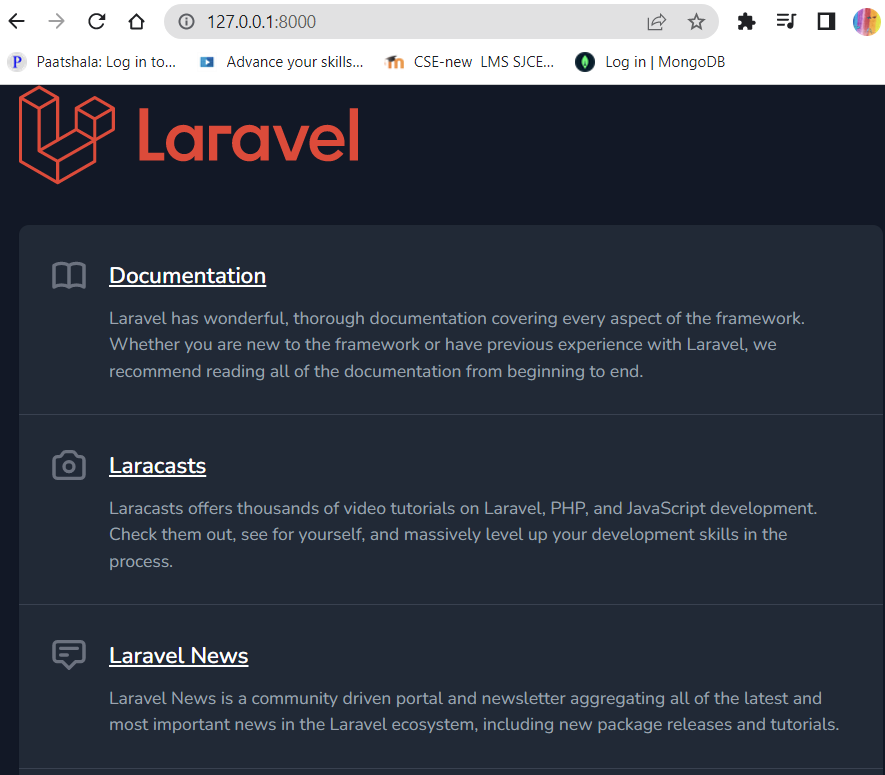 127.0.0.1:8000
Paatshala: Log in to... Advance your skills... CSE-new LMS SJCE... Log in | MongoDB
Laravel
Documentation
Laravel has wonderful, thorough documentation covering every aspect of the framework.
Whether you are new to the framework or have previous experience with Laravel, we
recommend reading all of the documentation from beginning to end.
Laracasts
Laracasts offers thousands of video tutorials on Laravel, PHP, and JavaScript development.
Check them out, see for yourself, and massively level up your development skills in the
process.
Laravel News
Laravel News is a community driven portal and newsletter aggregating all of the latest and
most important news in the Laravel ecosystem, including new package releases and tutorials.